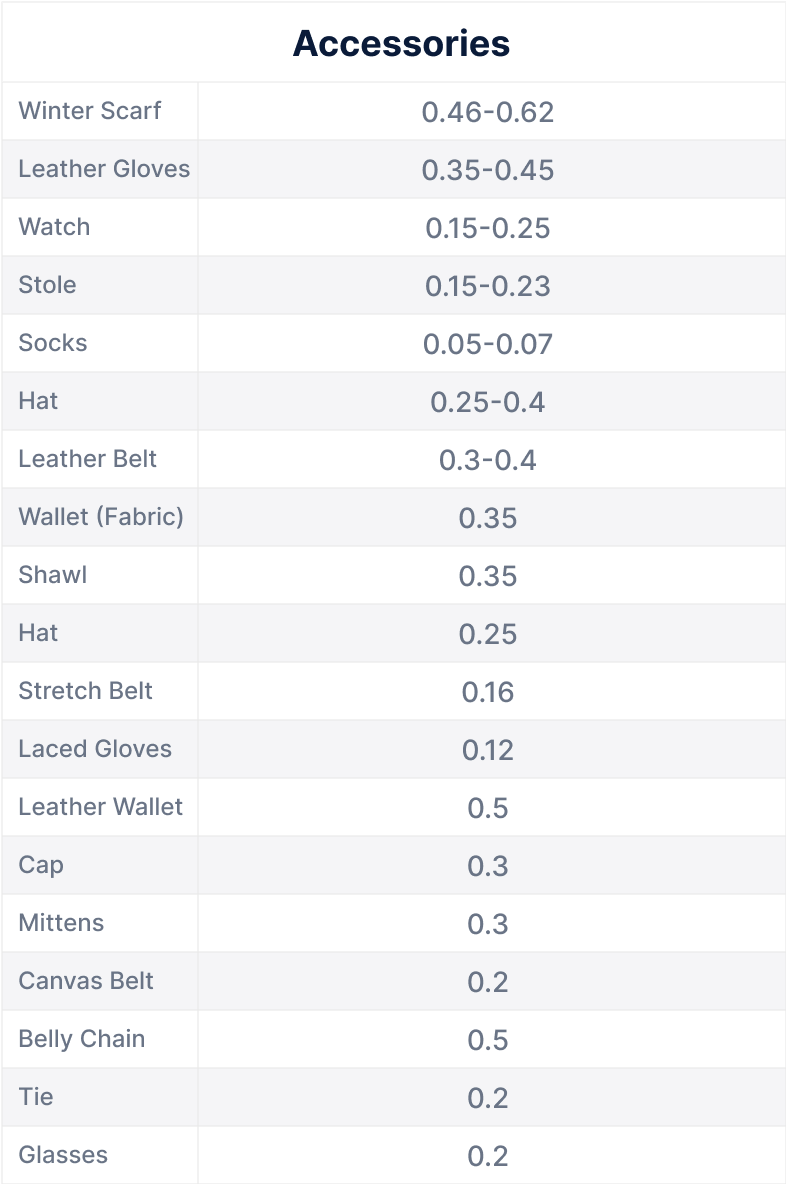 Accessories
Winter Scarf 0.46-0.62
Leather Gloves 0.35-0.45
Watch 0.15-0.25
Stole 0.15-0.23
Socks 0.05-0.07
Hat 0.25-0.4
Leather Belt 0.3-0.4
Wallet (Fabric) 0.35
Shawl 0.35
Hat 0.25
Stretch Belt 0.16
Laced Gloves 0.12
Leather Wallet 0.5
Cap 0.3
Mittens 0.3
Canvas Belt 0.2
Belly Chain 0.5
Tie 0.2
Glasses 0.2